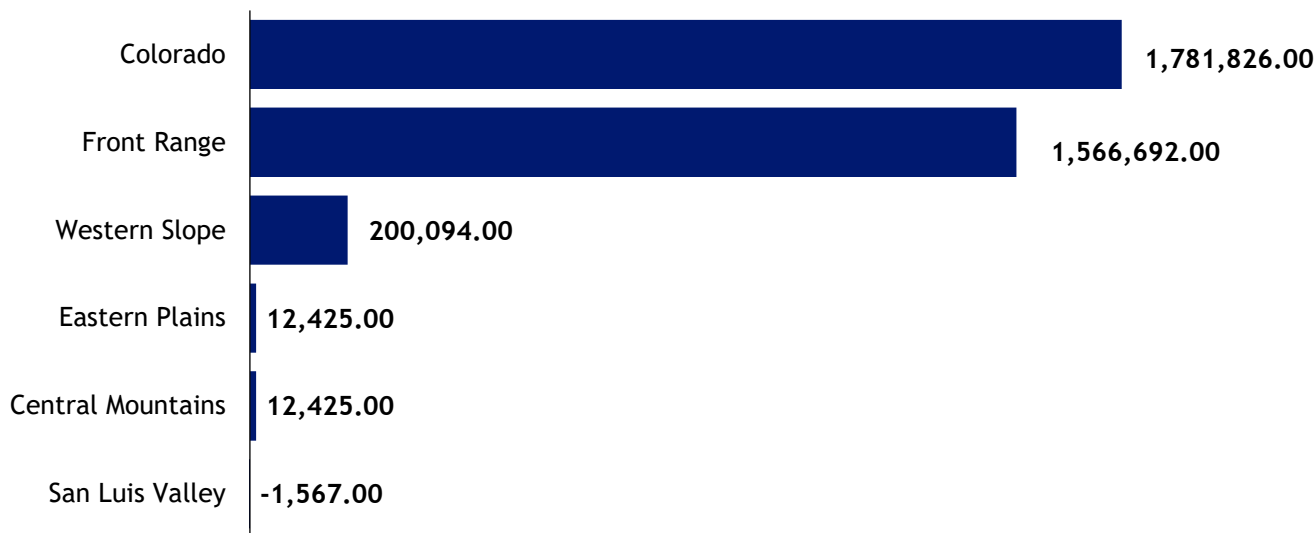 Colorado 1,781,826.00
Front Range 1,566,692.00
Western Slope 200,094.00
Eastern Plains 12,425.00
Central Mountains 12,425.00
San Luis Valley -1,567.00